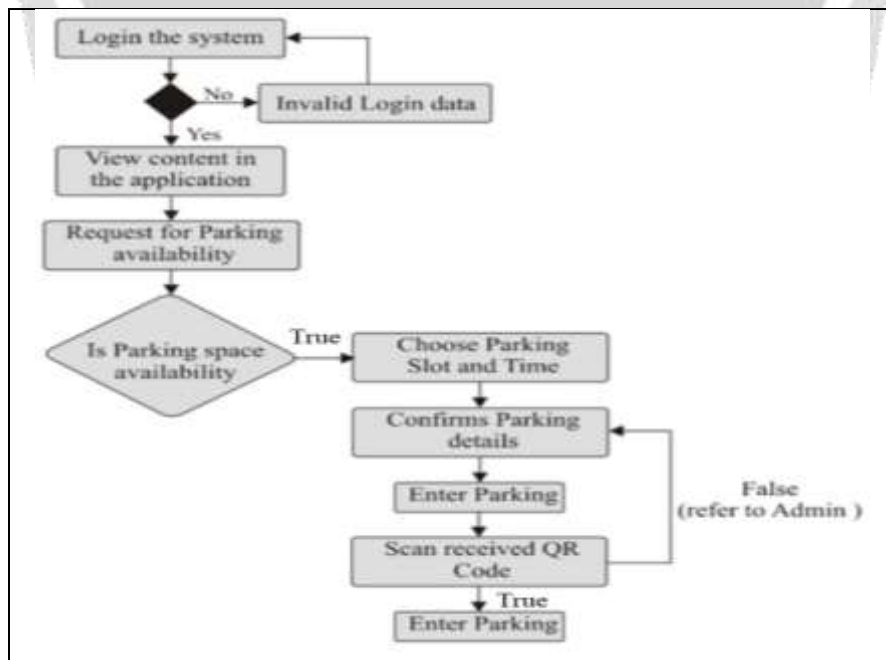 Login the system
No
Invalid Login data
Yes
View content in
the application
Request for Parking
availability
Is Parking space
availability
True
Choose Parking
Slot and Time
Confirms Parking
details
Enter Parking
False
(refer to Admin )
Scan received QR
Code
True
Enter Parking